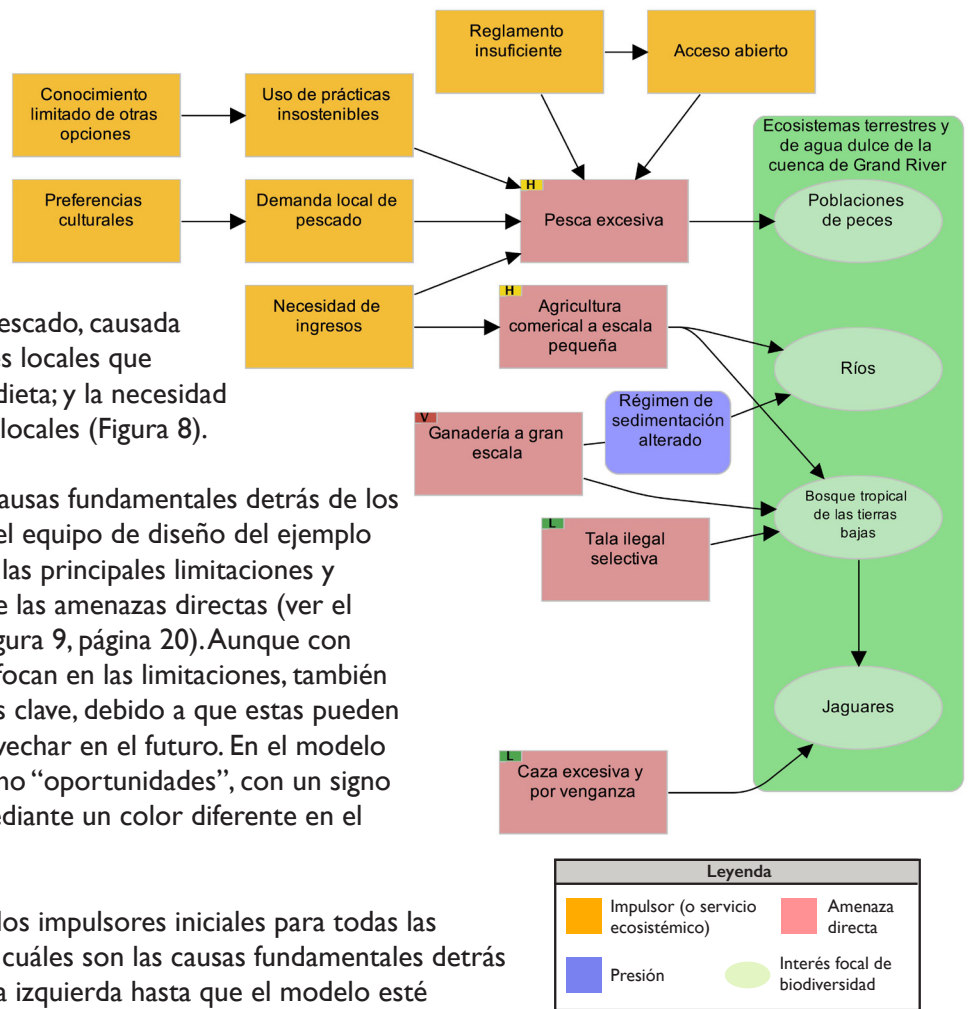 Reglamento
insuficiente
Acceso abierto
Conocimiento
limitado de otras
opciones
Uso de prácticas
insostenibles
Ecosistemas terrestres y
de agua dulce de la
cuenca de Grand River
Preferencias
culturales
Demanda local de
pescado
H
Pesca excesiva
Poblaciones
de peces
Necesidad de
ingresos
H
Agricultura
comerical a escala
pequeña
Ríos
Régimen de
sedimentación
alterado
V
Ganadería a gran
escala
Bosque tropical
de las tierras
bajas
L
Tala ilegal
selectiva
Jaguares
L
Caza excesiva y
por venganza
escado, causada
es locales que
dieta; y la necesidad
locales (Figura 8).
ausas fundamentales detrás de los
el equipo de diseño del ejemplo
las principales limitaciones y
e las amenazas directas (ver el
gura 9, página 20). Aunque con
focan en las limitaciones, también
s clave, debido a que estas pueden
vechar en el futuro. En el modelo
no “oportunidades”, con un signo
ediante un color diferente en el
los impulsores iniciales para todas las
cuáles son las causas fundamentales detrás
a izquierda hasta que el modelo esté
Leyenda
Impulsor (o servicio
ecosistémico)
Amenaza
directa
Presión
Interés focal de
biodiversidad